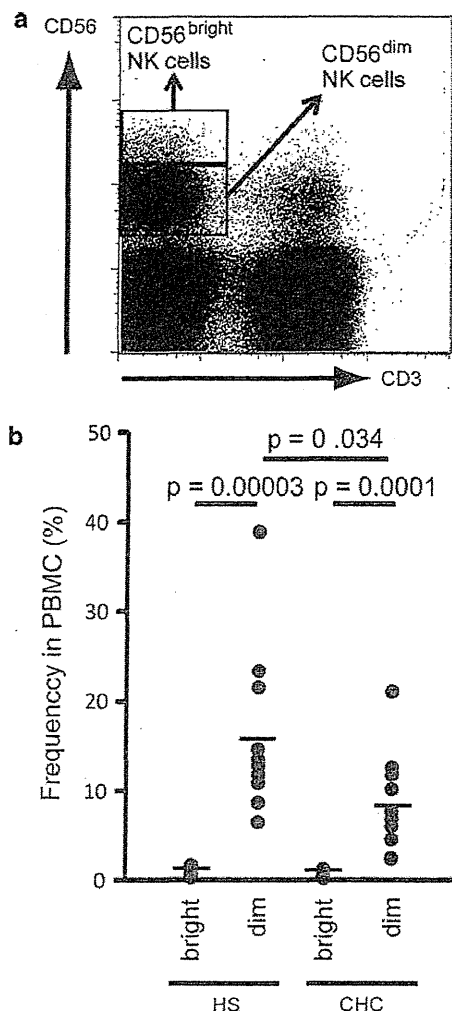 a
CD56
CD56bright
NK cells
CD56dim
NK cells
CD3
b
p = 0 .034
p = 0.00003 p = 0.0001
Frequenccy in PBMC (%)
50
40
30
20
10
0
bright
dim
bright
dim
HS
CHC